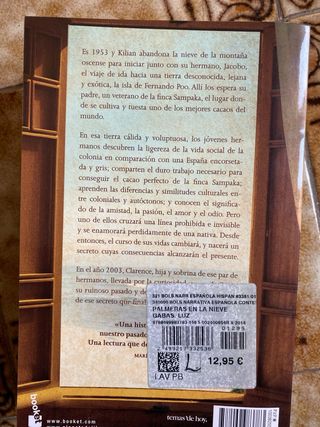 Es 1953 y Kilian abandona la nieve de la montaña
oscense para iniciar junto con su hermano, Jacobo,
el viaje de ida hacia una tierra desconocida, lejana
y exótica, la isla de Fernando Poo. Allí los espera su
padre, un veterano de la finca Sampaka, el lugar don-
de se cultiva y tuesta uno de los mejores cacaos del
mundo.
En esa tierra cálida y voluptuosa, los jóvenes her-
manos descubren la ligereza de la vida social de la
colonia en comparación con una España encorseta-
da y gris; comparten el duro trabajo necesario para
conseguir el cacao perfecto de la finca Sampaka;
aprenden las diferencias y similitudes culturales en-
tre coloniales y autóctonos; y conocen el significa-
do de la amistad, la pasión, el amor y el odio. Pero
uno de ellos cruzará una línea prohibida e invisible
y se enamorará perdidamente de una nativa. Desde
entonces, el curso de sus vidas cambiará, y nacerá un
secreto cuyas consecuencias alcanzarán el presente.
En el año 2003, Clarence, hija y sobrina de ese par de
hermanos, llevada por la
su ruinoso pasado y
de ese secreto que
«Una his
nuestro pasado
Una lectura que de
MAR
PALMERAS EN LA NIEVE
GABAS, LUZ
12,95 €
LAV PB
booket
www.booket.com
temas'de hoy.